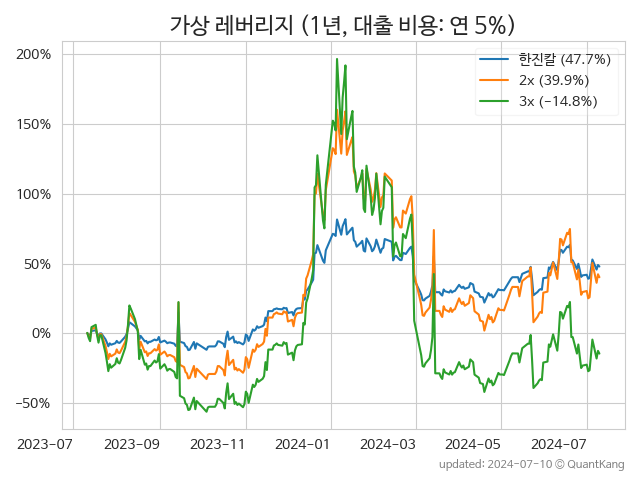 가상 레버리지 (1년, 대출 비용: 연 5%)
한진칼 (47.7%)
2x (39.9%)
3x (−14.8%)
200%
150%
100%
50%
0%
−50%
2023-07
2023-09
2023-11
2024-01
2024-03
2024-05
2024-07
updated: 2024-07-10 © QuantKang